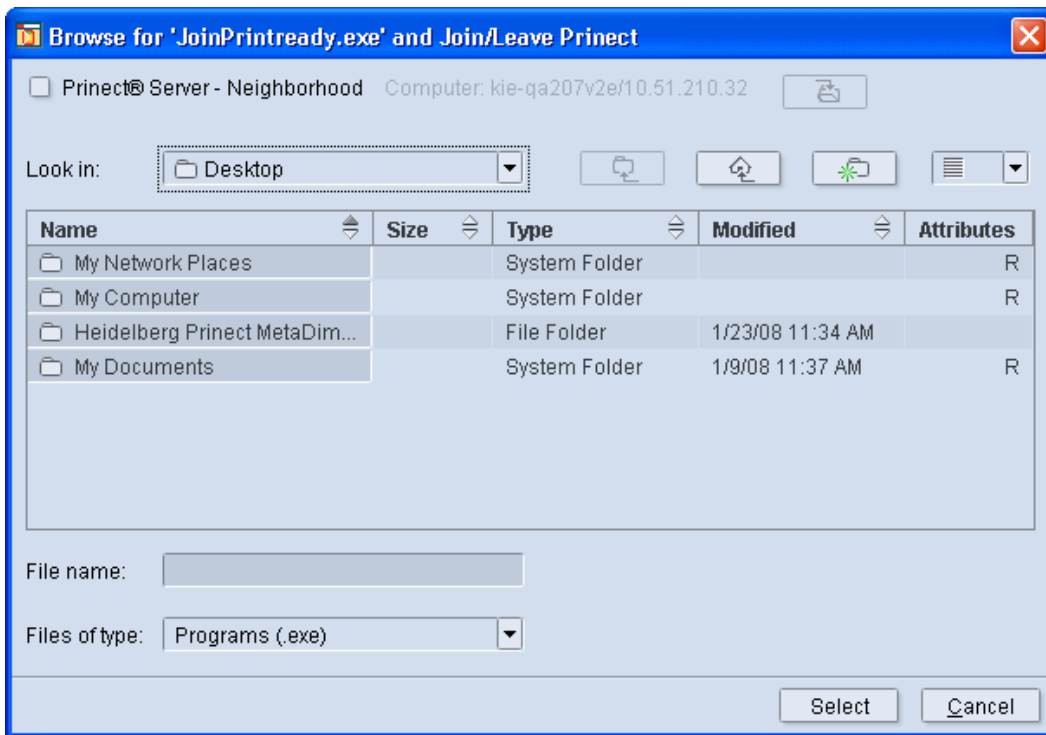 Browse for 'JoinPrintready.exe' and Join/Leave Prinect
Prinect® Server - Neighborhood Computer: kie-qa207v2e/10.51.210.32
Look in: Desktop
Name Size Type Modified Attributes
My Network Places System Folder R
My Computer System Folder R
Heidelberg Prinect MetaDim... File Folder 1/23/08 11:34 AM
My Documents System Folder 1/9/08 11:37 AM R
File name:
Files of type: Programs (.exe)
Select Cancel